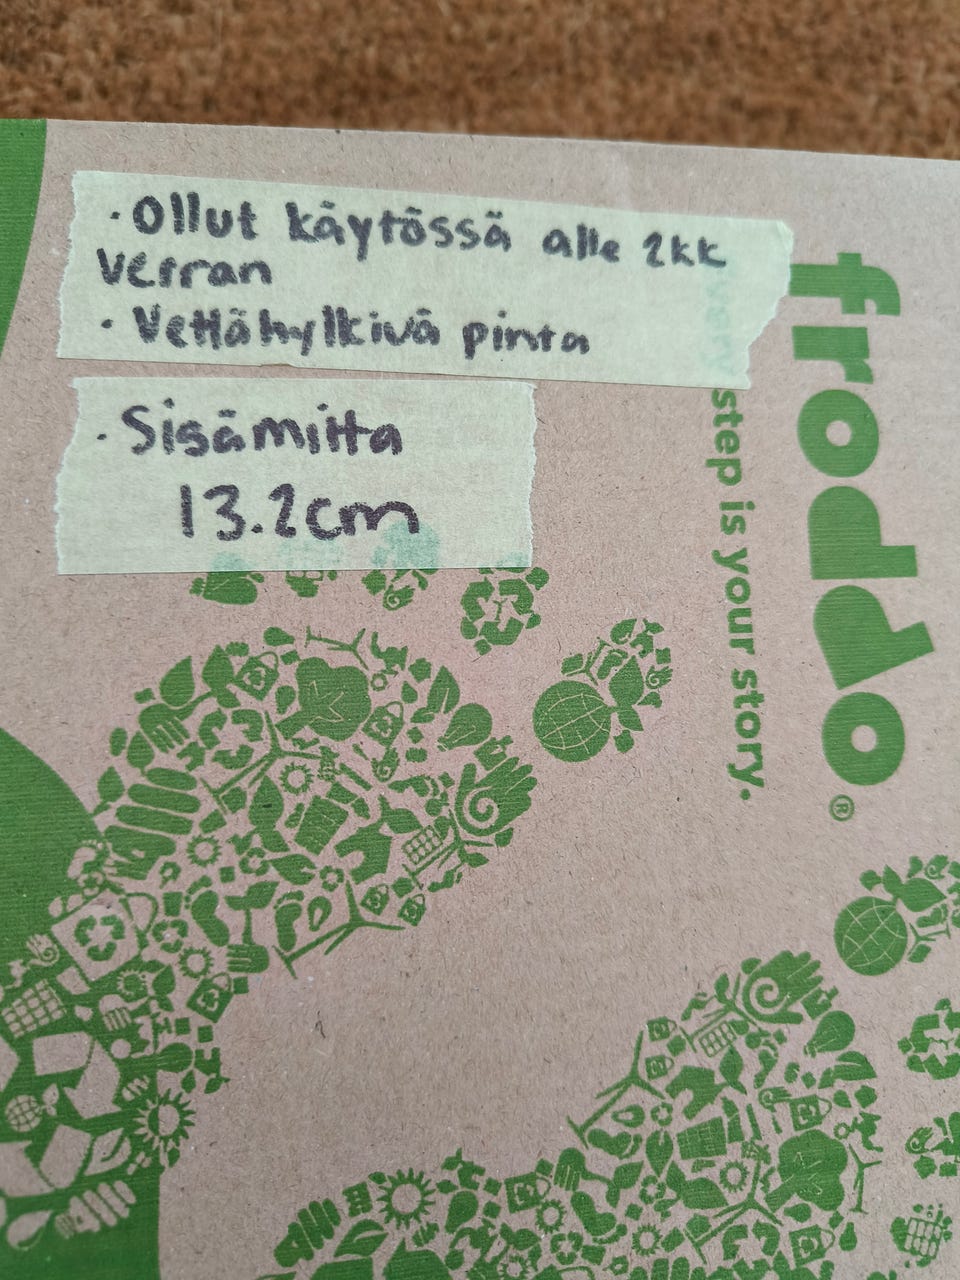 · Ollut käytössä alle 2kk
verran
· Vettähylkivä pinta
· Sisämitta
13.2cm
froddo®
step is your story.